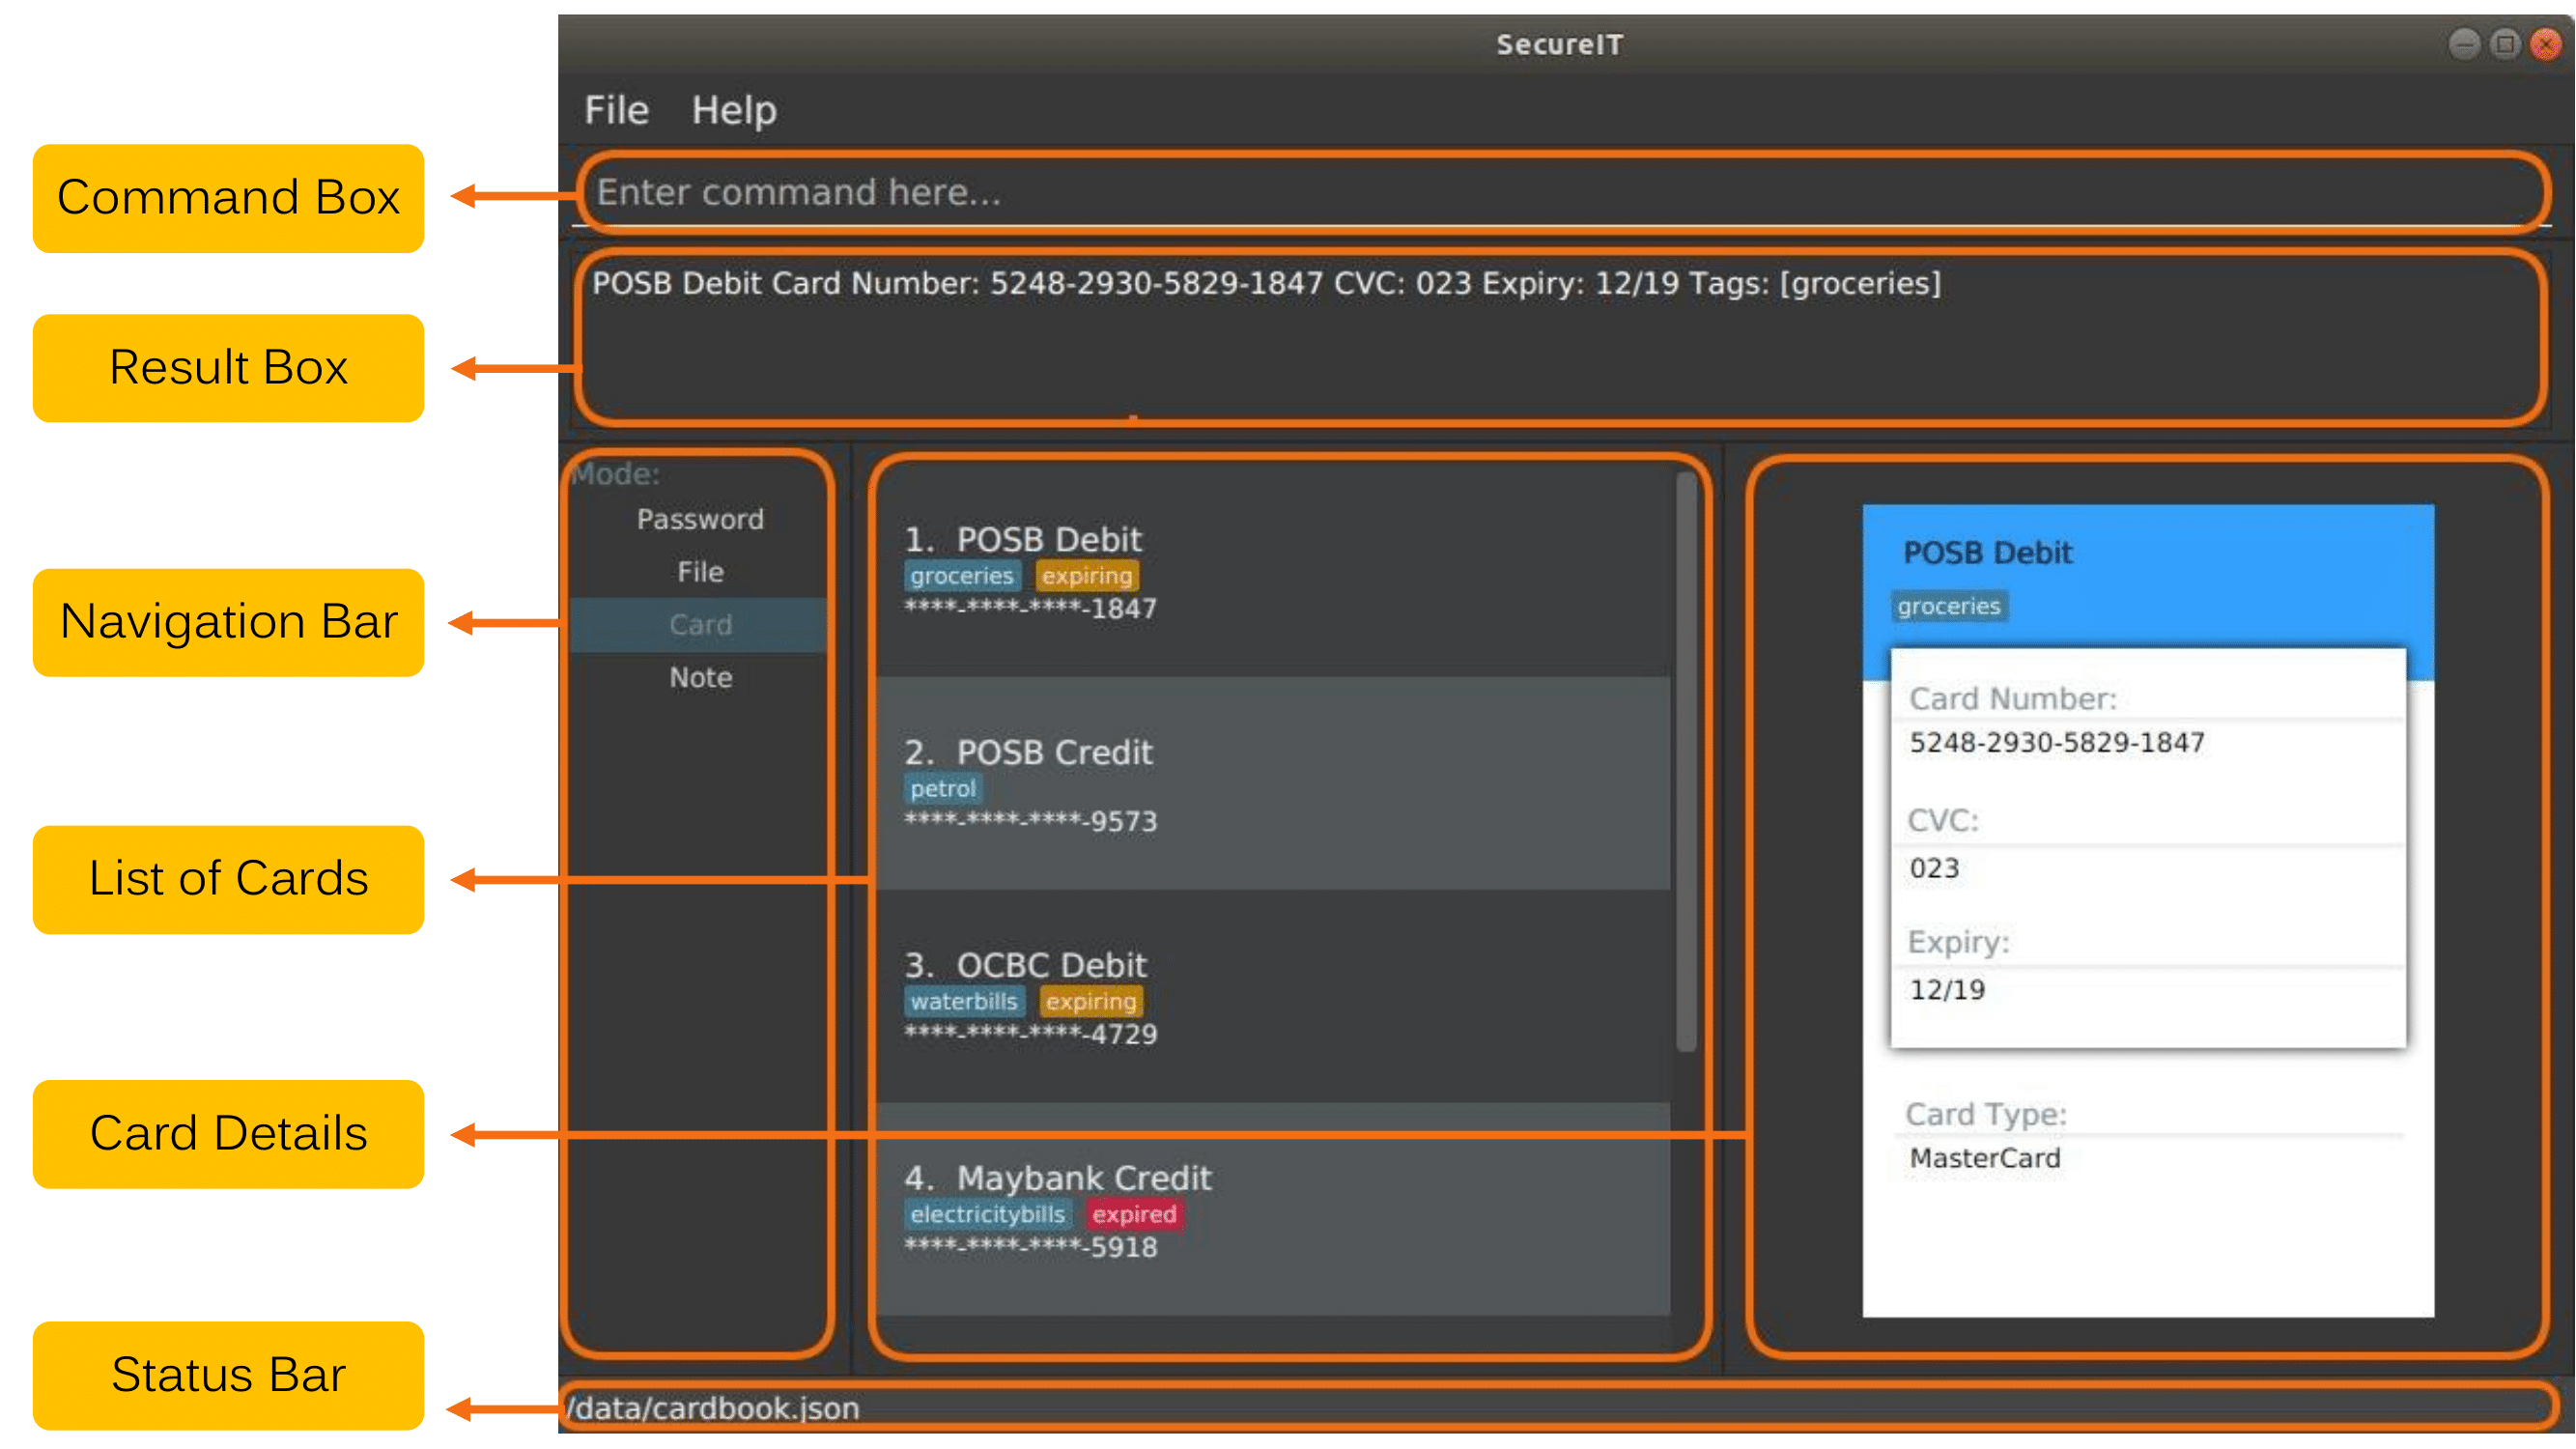 SecureIT
File Help
Command Box
Enter command here...
Result Box
POSB Debit Card Number: 5248-2930-5829-1847 CVC: 023 Expiry: 12/19 Tags: [groceries]
Navigation Bar
Mode:
Password
File
Card
Note
List of Cards
1. POSB Debit
groceries expiring
****-****-****-1847
2. POSB Credit
petrol
****-****-****-9573
3. OCBC Debit
waterbills expiring
****-****-****-4729
4. Maybank Credit
electricitybills expired
****-****-****-5918
Card Details
POSB Debit
groceries
Card Number:
5248-2930-5829-1847
CVC:
023
Expiry:
12/19
Card Type:
MasterCard
Status Bar
/data/cardbook.json